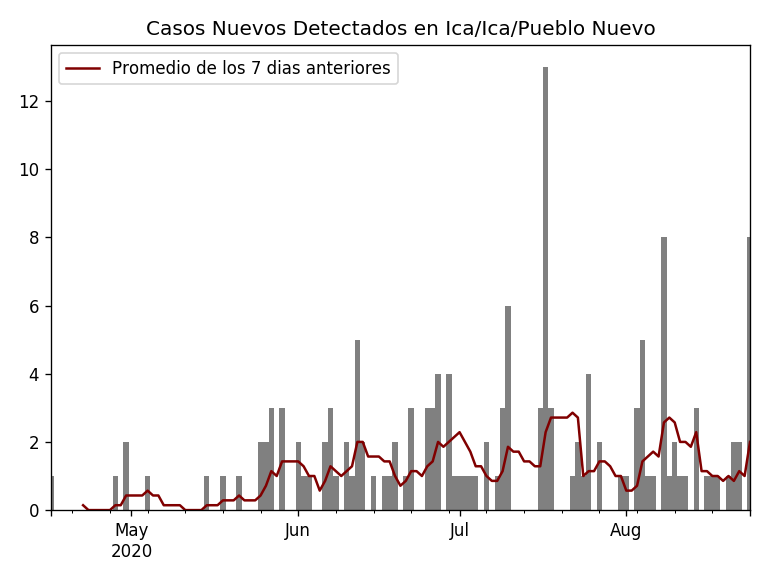 Casos Nuevos Detectados en Ica/Ica/Pueblo Nuevo
Promedio de los 7 dias anteriores
12
10
8
6
4
2
0
May Jun Jul Aug
2020